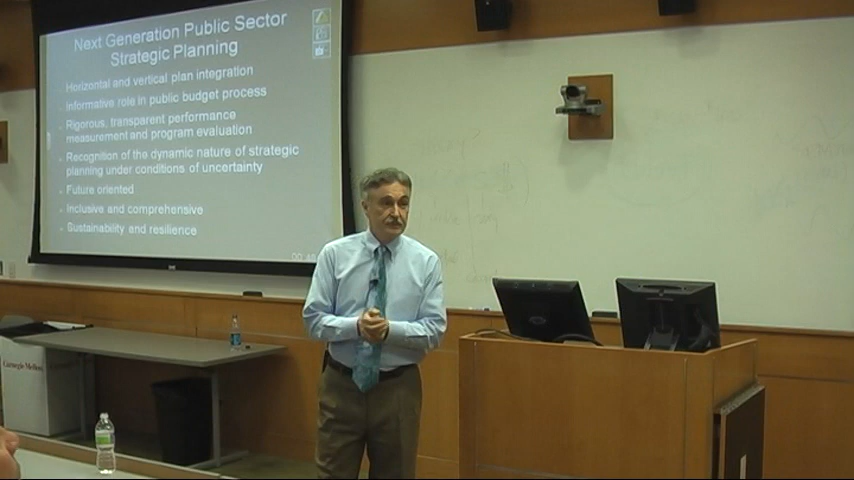 Next Generation Public Sector
Strategic Planning
Horizontal and vertical plan integration
Informative role in public budget process
Rigorous, transparent performance
measurement and program evaluation
Recognition of the dynamic nature of strategic
planning under conditions of uncertainty
Future oriented
Inclusive and comprehensive
Sustainability and resilience
Carnegie Mellon